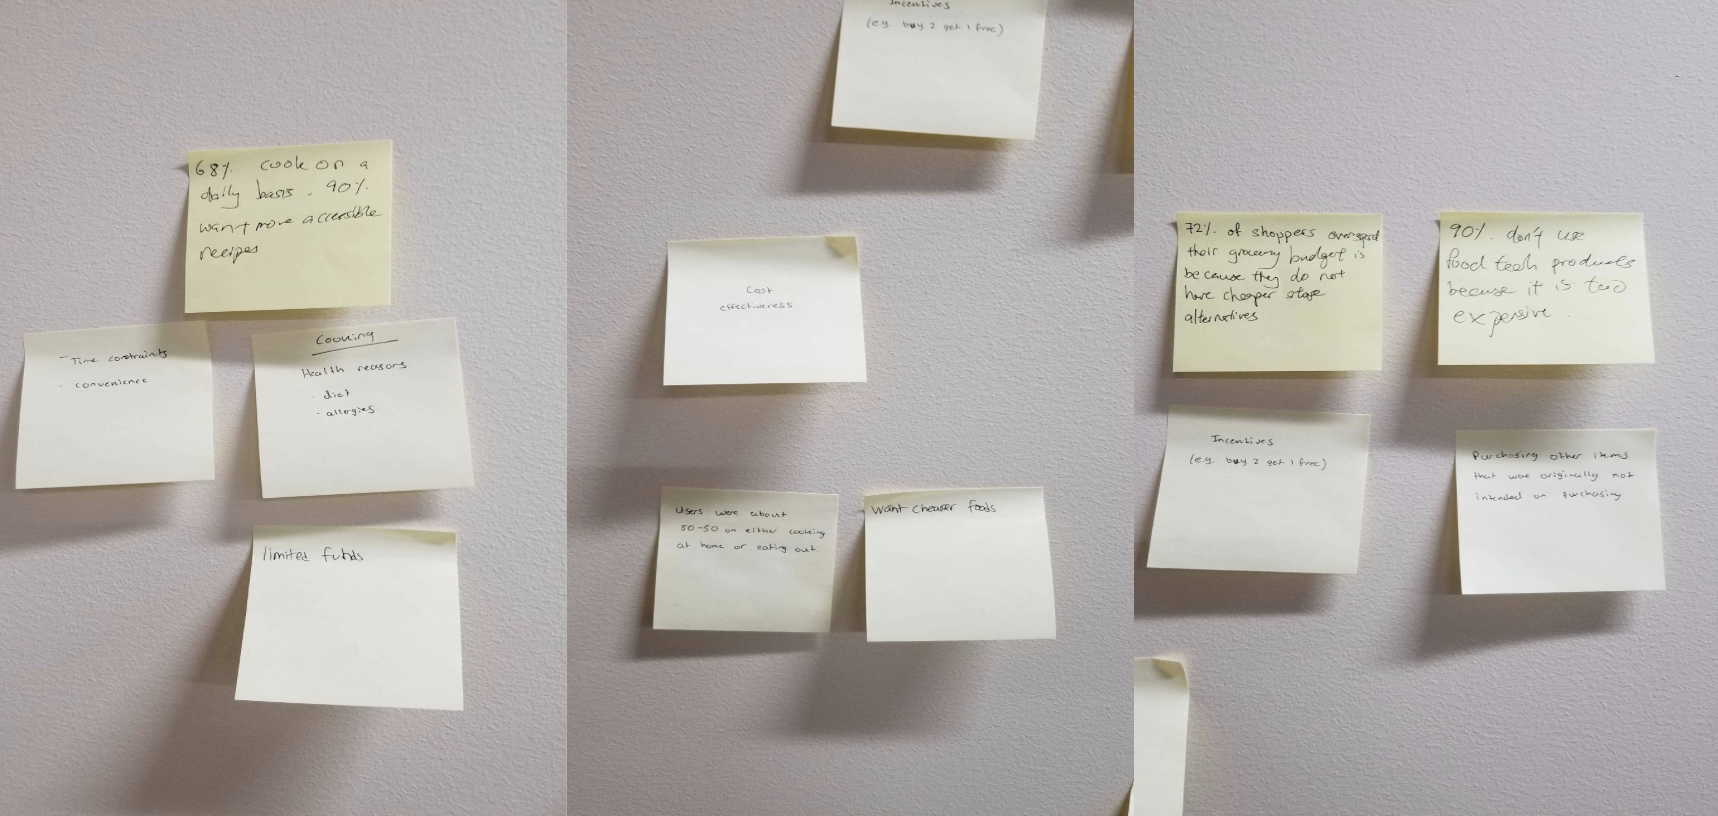 68% cook on a
daily basis. 90%
want more accessible
recipes
- Time constraints
- convenience
Cooking
Health reasons
- diet
- allergies
limited funds
Incentives
(e.g. buy 2 get 1 free)
Cost
effectiveness
Users were about
50-50 on either cooking
at home or eating out.
Want cheaper foods
72% of shoppers overspend
their grocery budget is
because they do not
have cheaper store
alternatives.
90% don't use
food tech products
because it is too
expensive.
Incentives
(e.g. buy 2 get 1 free)
Purchasing other items
that were originally not
intended on purchasing